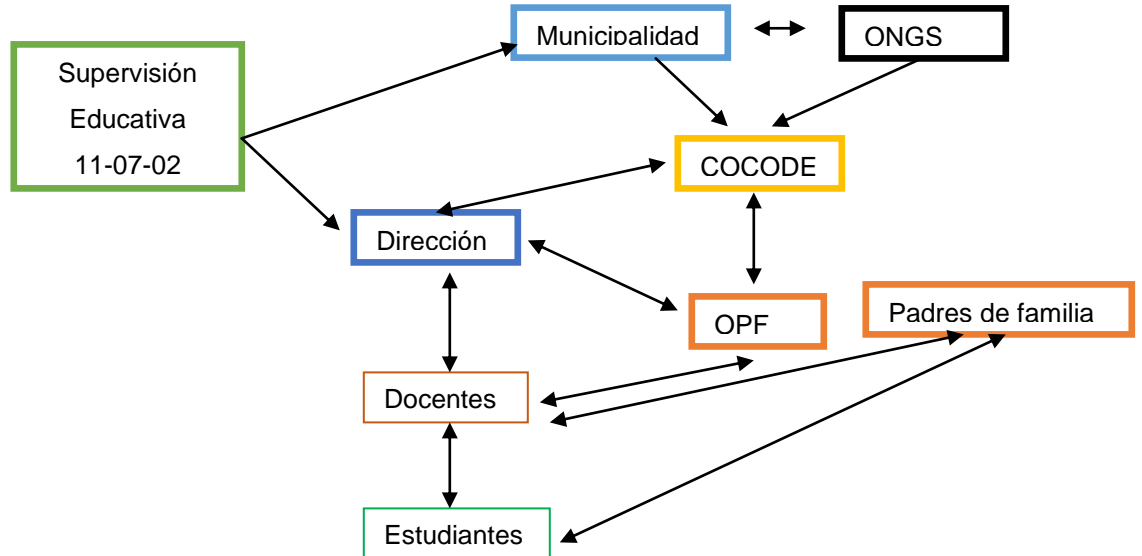 Municipalidad
ONGS
Supervisión
Educativa
11-07-02
COCODE
Dirección
OPF
Padres de familia
Docentes
Estudiantes